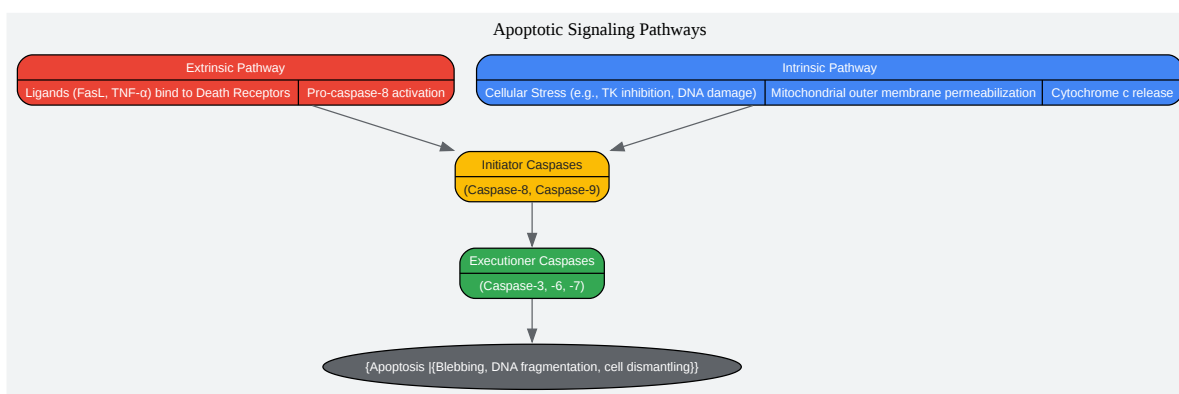 Apoptotic Signaling Pathways
Extrinsic Pathway
Ligands (FasL, TNF-α) bind to Death Receptors
Pro-caspase-8 activation
Intrinsic Pathway
Cellular Stress (e.g., TK inhibition, DNA damage)
Mitochondrial outer membrane permeabilization
Cytochrome c release
Initiator Caspases
(Caspase-8, Caspase-9)
Executioner Caspases
(Caspase-3, -6, -7)
{Apoptosis |{Blebbing, DNA fragmentation, cell dismantling}}